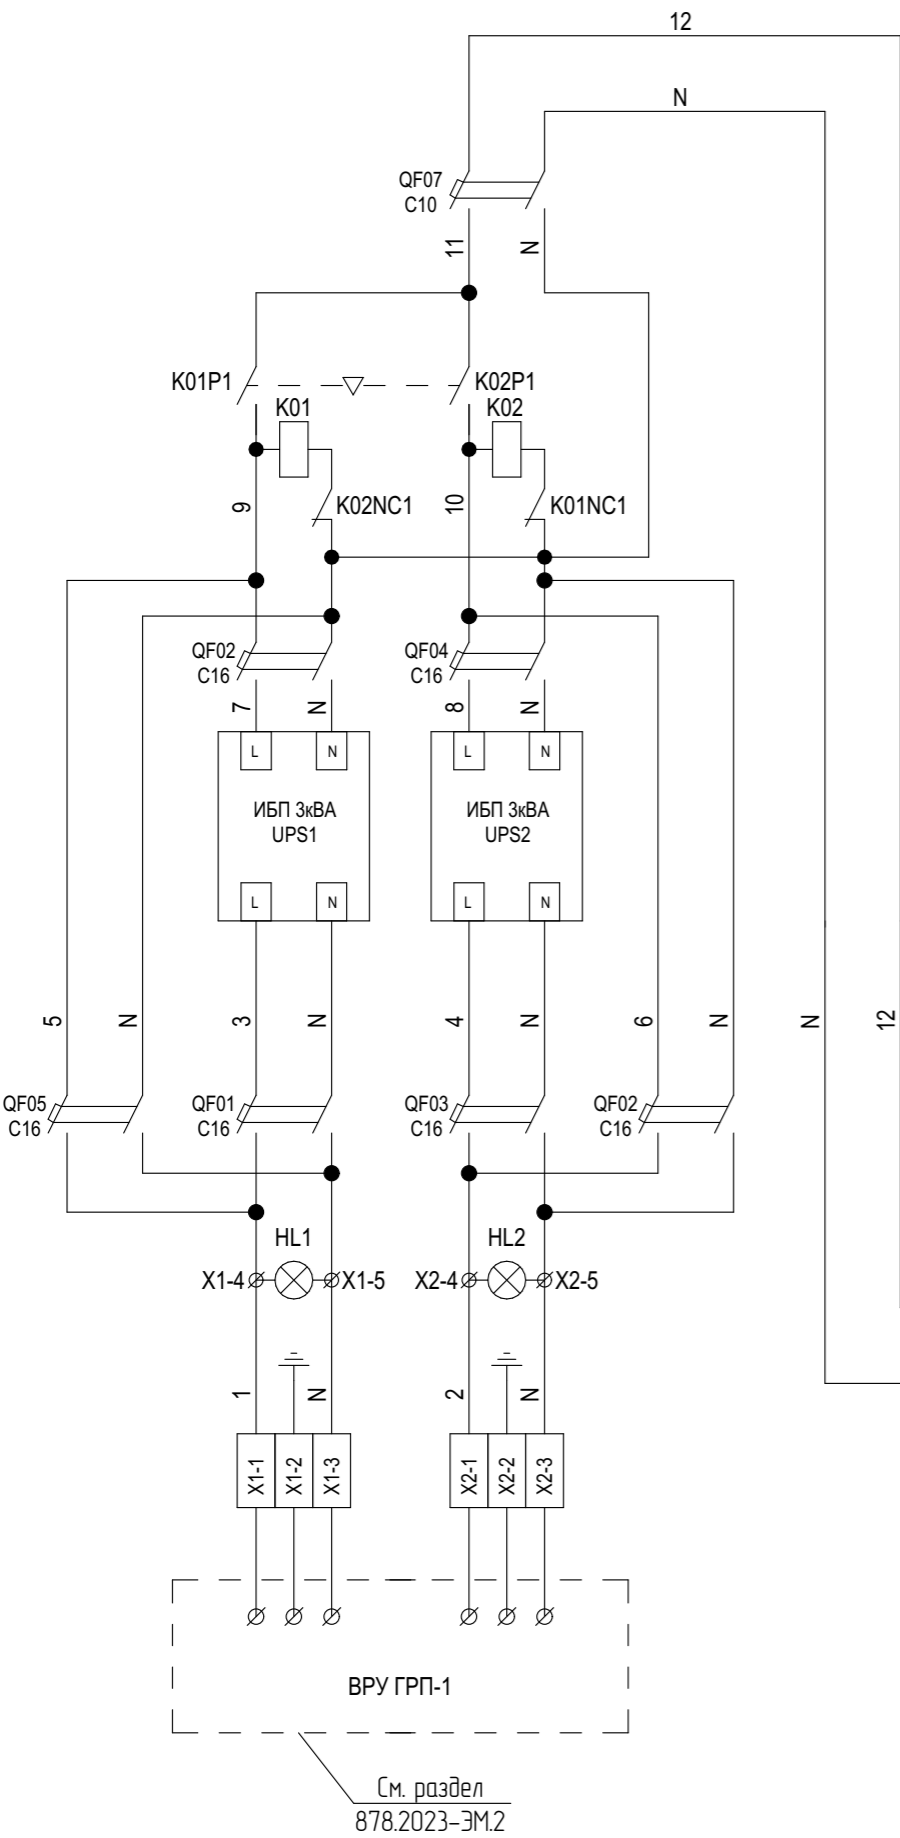 12
N
QF07
C10
11
N
K01P1
K02P1
K01
K02
9
K02NC1
10
K01NC1
QF02
C16
QF04
C16
7
N
8
N
L
N
L
N
ИБП 3кВА
UPS1
ИБП 3кВА
UPS2
L
N
L
N
5
N
3
N
4
N
6
N
N
12
QF05
C16
QF01
C16
QF03
C16
QF02
C16
HL1
HL2
X1-4
X1-5
X2-4
X2-5
1
N
2
N
X1-1
X1-2
X1-3
X2-1
X2-2
X2-3
ВРУ ГРП-1
См. раздел
878.2023-ЭМ.2